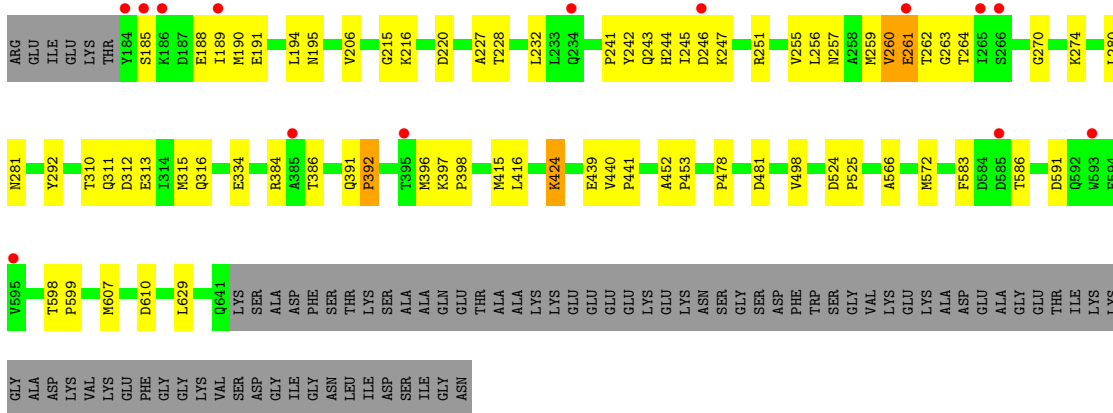 ARG GLU ILE GLU LYS THR Y184 S185 K186 D187 E188 I189 M190 E191 L194 N195 V206 G215 K216 D220 A227 T228 L232 L233 Q234 P241 Y242 Q243 H244 I245 D246 K247 R251 V255 L256 N257 A258 M259 V260 E261 T262 G263 T264 I265 S266 G270 K274 L280
N281 Y292 T310 Q311 D312 E313 I314 M315 Q316 E334 R384 A385 T386 Q391 P392 T395 M396 K397 P398 M415 L416 K424 E439 V440 P441 A452 P453 P478 D481 V498 D524 P525 A566 M572 F583 D584 D585 T586 D591 Q592 W593
V595 T598 P599 M607 D610 L629 Q641 LYS SER ALA ASP PHE SER THR LYS SER ALA ALA GLN GLU THR ALA ALA LYS LYS GLU GLU GLU GLU LYS GLU LYS ASN SER GLY SER ASP PHE TRP SER GLY VAL LYS GLU LYS ALA ASP GLU ALA GLY GLU THR ILE LYS LYS
GLY ALA ASP LYS VAL LYS GLU PHE GLY GLY LYS VAL SER ASP GLY ILE GLY ASN LEU ILE ASP SER ILE GLY ASN